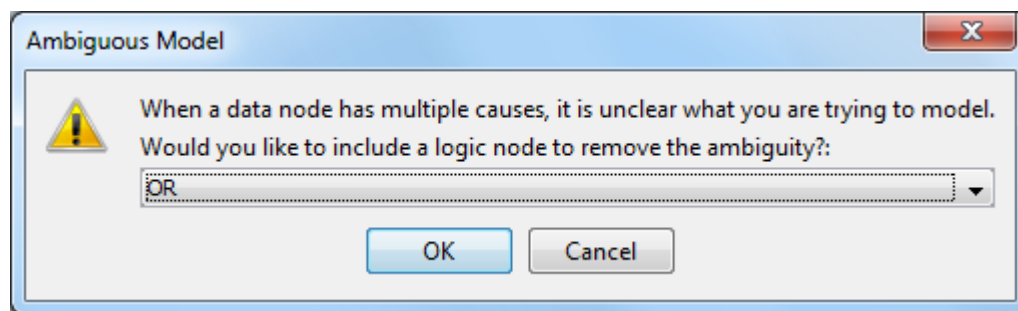 Ambiguous Model
When a data node has multiple causes, it is unclear what you are trying to model.
Would you like to include a logic node to remove the ambiguity?:
OR
OK Cancel